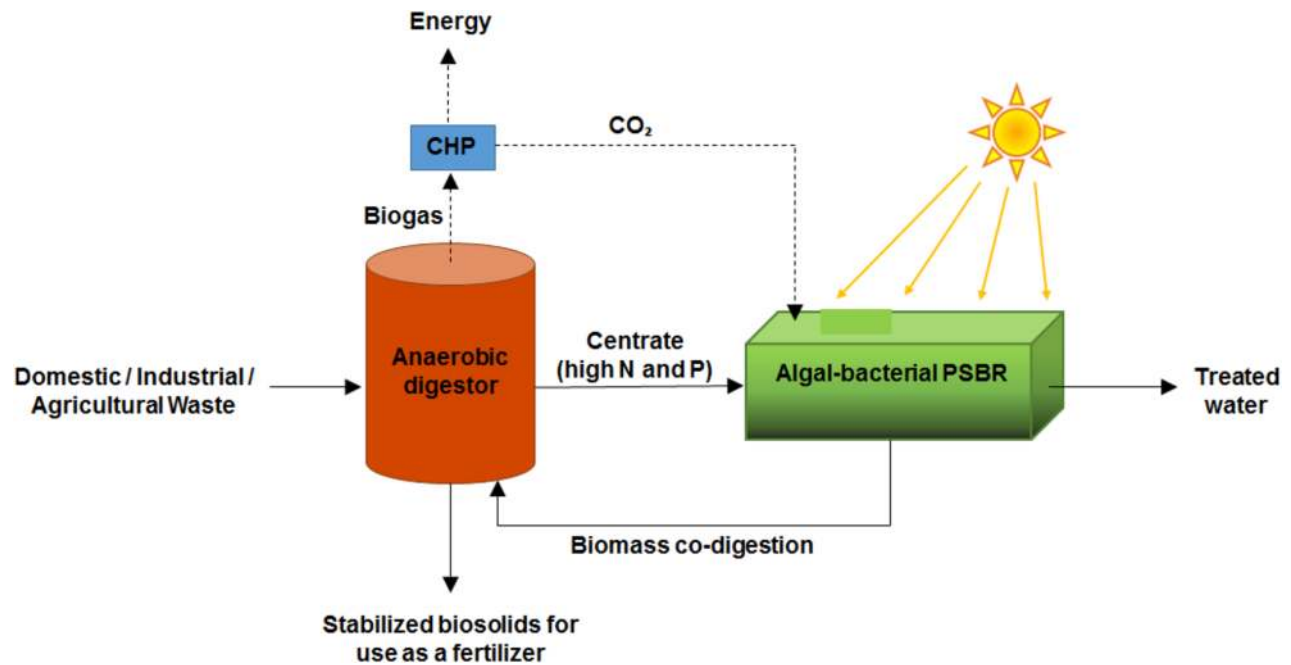 Energy
CHP
CO₂
Biogas
Anaerobic
digestor
Centrate
(high N and P)
Algal-bacterial PSBR
Domestic / Industrial /
Agricultural Waste
Treated
water
Biomass co-digestion
Stabilized biosolids for
use as a fertilizer